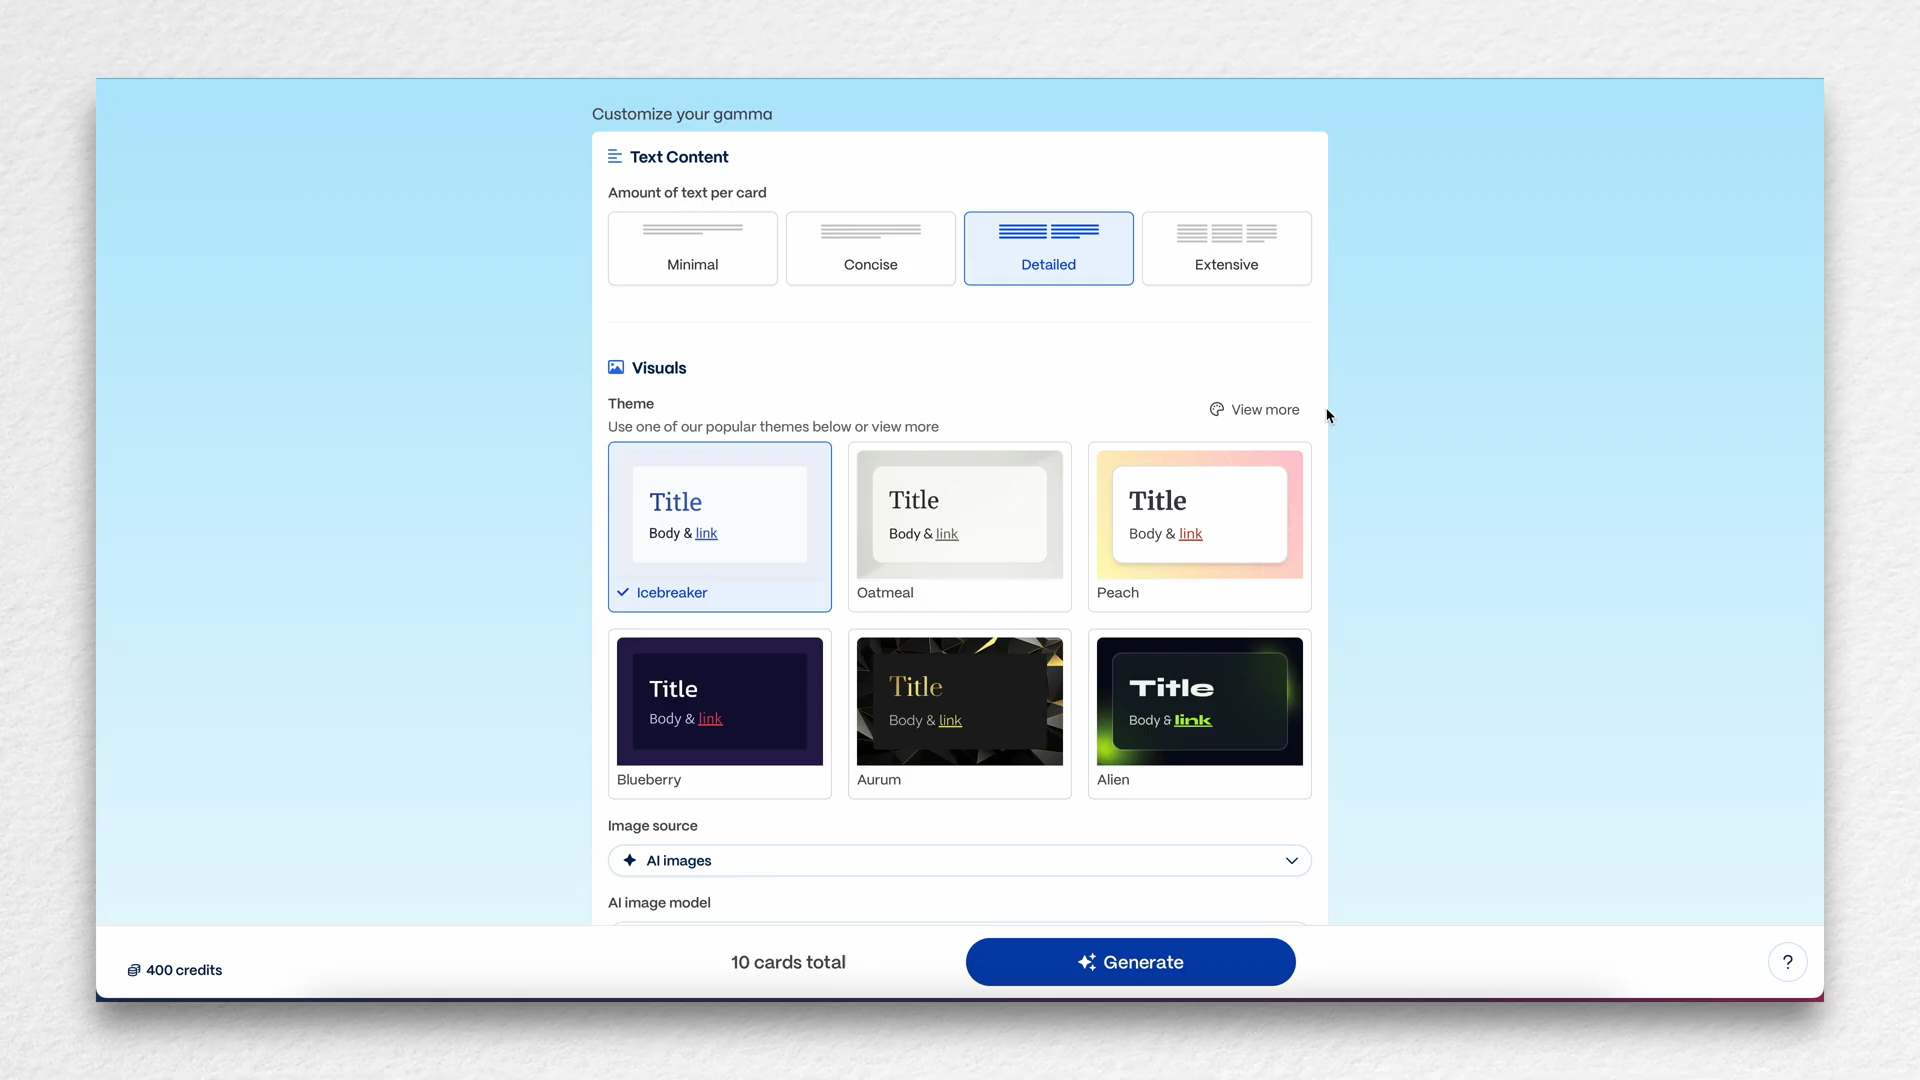 Customize your gamma
Text Content
Amount of text per card
Minimal
Concise
Detailed
Extensive
Visuals
Theme
View more
Use one of our popular themes below or view more
Title
Body & link
Icebreaker
Title
Body & link
Oatmeal
Title
Body & link
Peach
Title
Body & link
Blueberry
Title
Body & link
Aurum
Title
Body & link
Alien
Image source
AI images
AI image model
400 credits
10 cards total
Generate
?